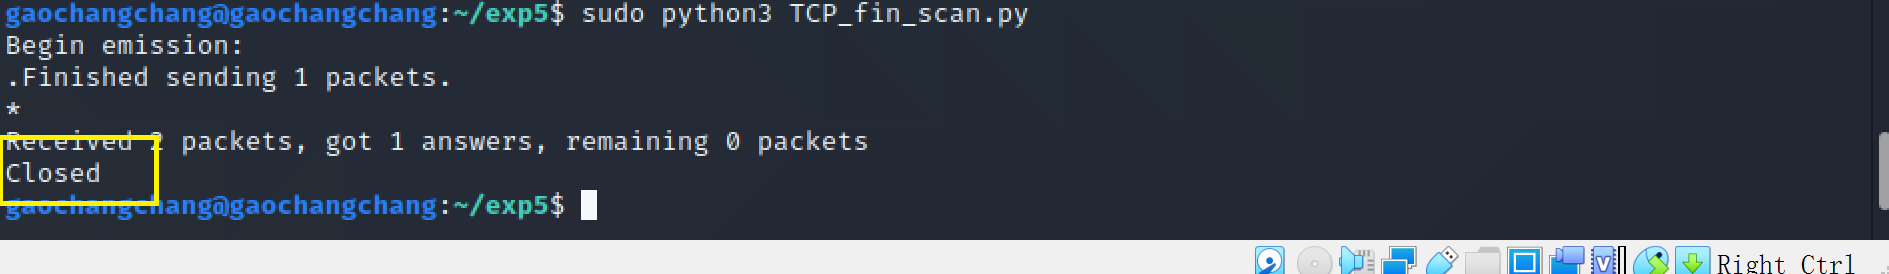 gaochangchang@gaochangchang:~/exp5$ sudo python3 TCP_fin_scan.py
Begin emission:
.Finished sending 1 packets.
*
Received 2 packets, got 1 answers, remaining 0 packets
Closed
gaochangchang@gaochangchang:~/exp5$
Right Ctrl